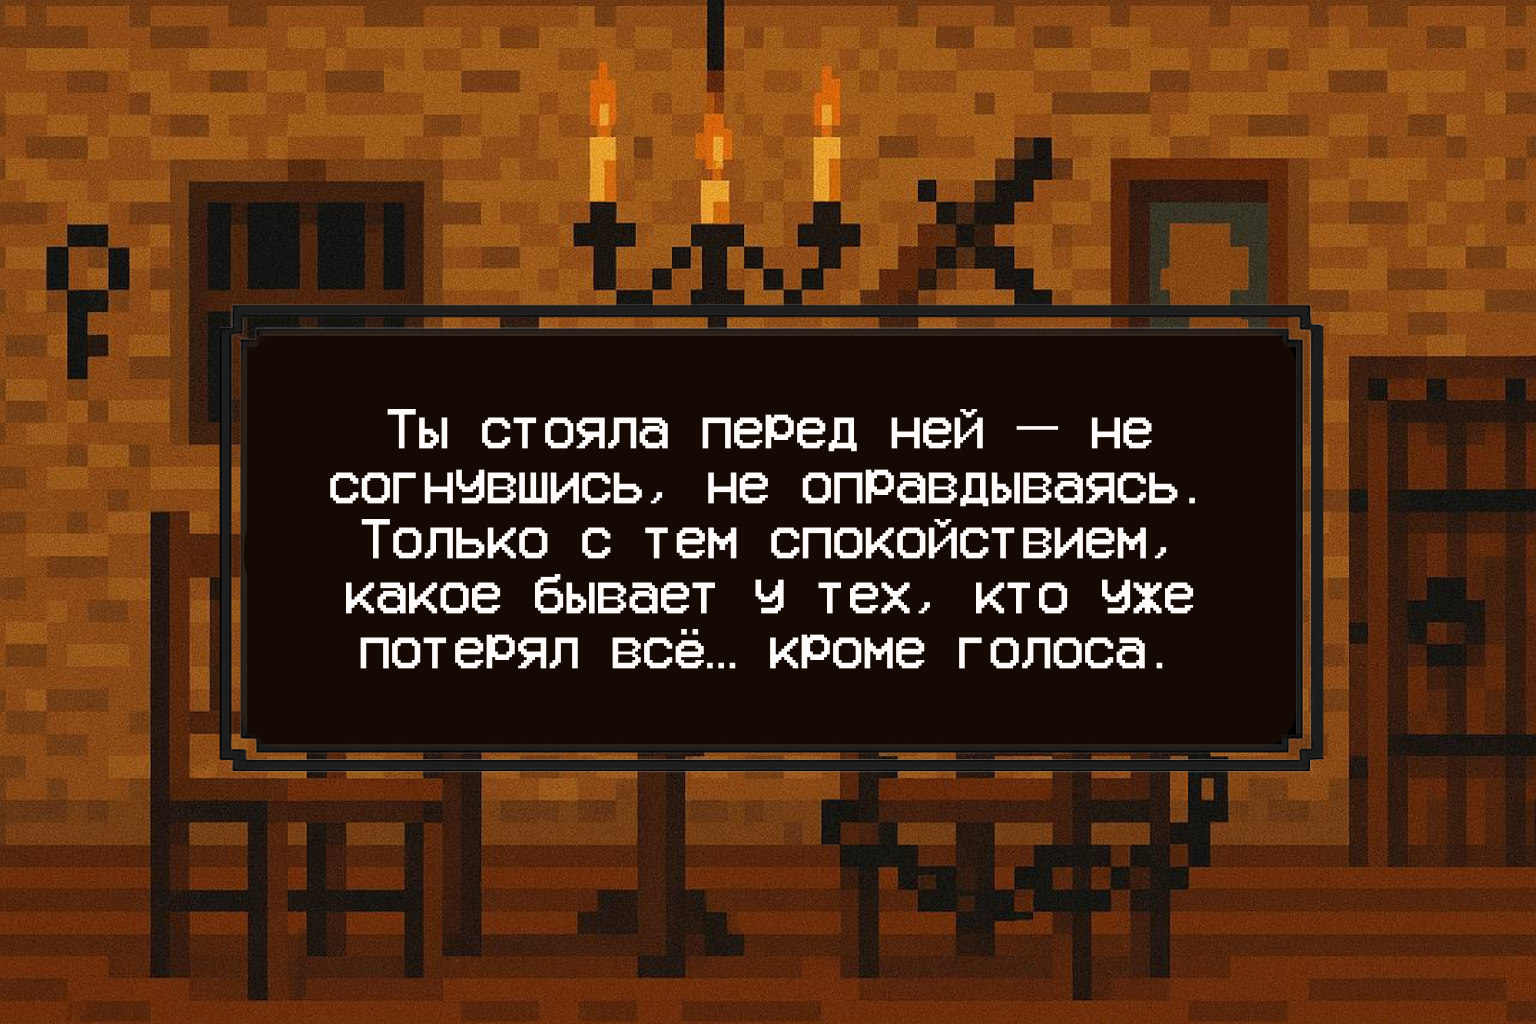 Ты стояла перед ней — не
согнувшись, не оправдываясь.
Только с тем спокойствием,
какое бывает у тех, кто уже
потерял всё... кроме голоса.